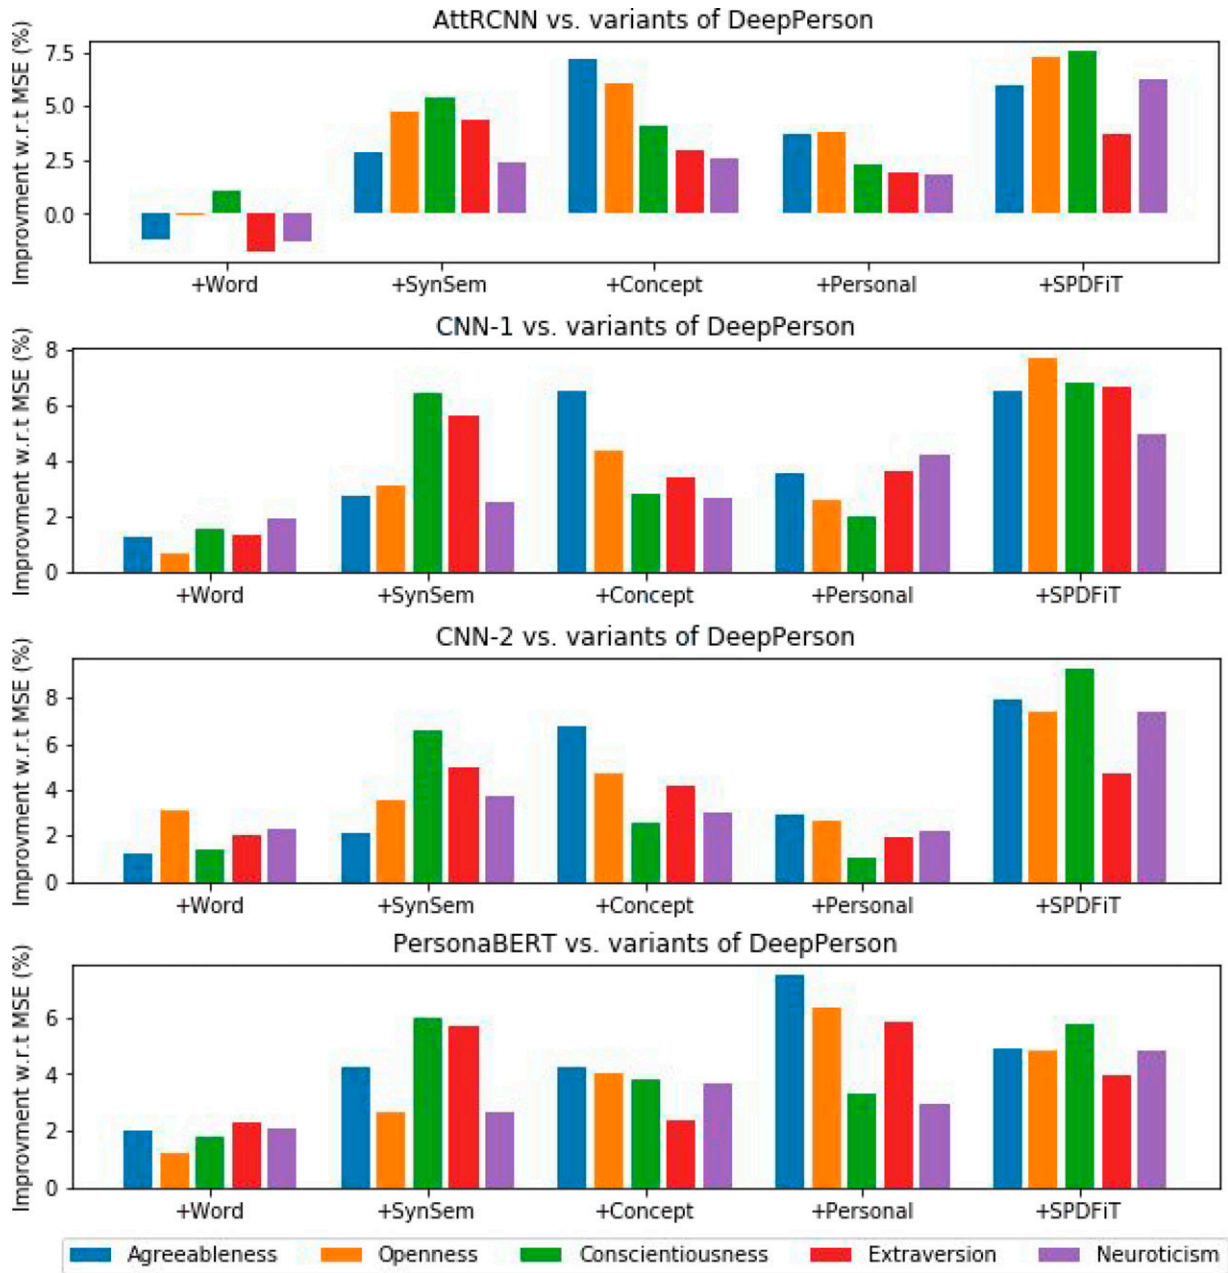 AttRCNN vs. variants of DeepPerson
Improvment w.r.t MSE (%)
7.5
5.0
2.5
0.0
+Word +SynSem +Concept +Personal +SPDFiT
CNN-1 vs. variants of DeepPerson
Improvment w.r.t MSE (%)
8
6
4
2
0
+Word +SynSem +Concept +Personal +SPDFiT
CNN-2 vs. variants of DeepPerson
Improvment w.r.t MSE (%)
8
6
4
2
0
+Word +SynSem +Concept +Personal +SPDFiT
PersonaBERT vs. variants of DeepPerson
Improvment w.r.t MSE (%)
6
4
2
0
+Word +SynSem +Concept +Personal +SPDFiT
Agreeableness Openness Conscientiousness Extraversion Neuroticism